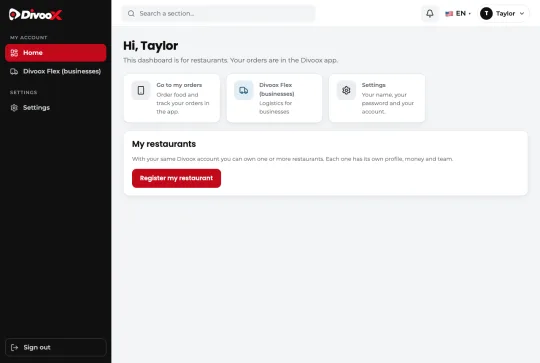 DivooX
Search a section...
EN
T
Taylor
MY ACCOUNT
Home
Divoox Flex (businesses)
SETTINGS
Settings
Sign out
Hi, Taylor
This dashboard is for restaurants. Your orders are in the Divoox app.
Go to my orders
Order food and
track your orders in
the app.
Divoox Flex
(businesses)
Logistics for
businesses
Settings
Your name, your
password and your
account.
My restaurants
With your same Divoox account you can own one or more restaurants. Each one has its own profile, money and team.
Register my restaurant